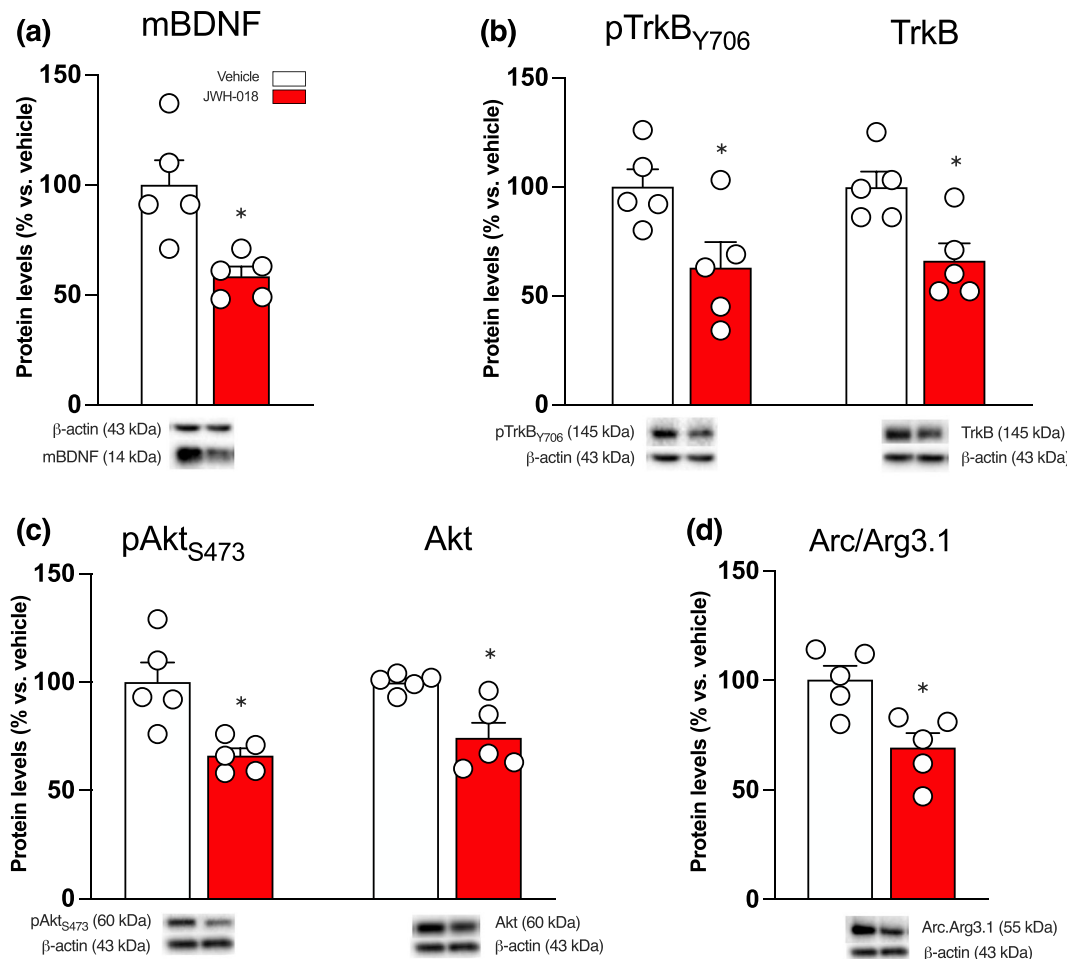 (a)
mBDNF
Protein levels (% vs. vehicle)
150
100
50
0
Vehicle
JWH-018
*
β-actin (43 kDa)
mBDNF (14 kDa)
(b)
pTrkB_Y706
TrkB
Protein levels (% vs. vehicle)
150
100
50
0
*
*
pTrkB_Y706 (145 kDa)
β-actin (43 kDa)
TrkB (145 kDa)
β-actin (43 kDa)
(c)
pAkt_S473
Akt
Protein levels (% vs. vehicle)
150
100
50
0
*
*
pAkt_S473 (60 kDa)
β-actin (43 kDa)
Akt (60 kDa)
β-actin (43 kDa)
(d)
Arc/Arg3.1
Protein levels (% vs. vehicle)
150
100
50
0
*
Arc.Arg3.1 (55 kDa)
β-actin (43 kDa)